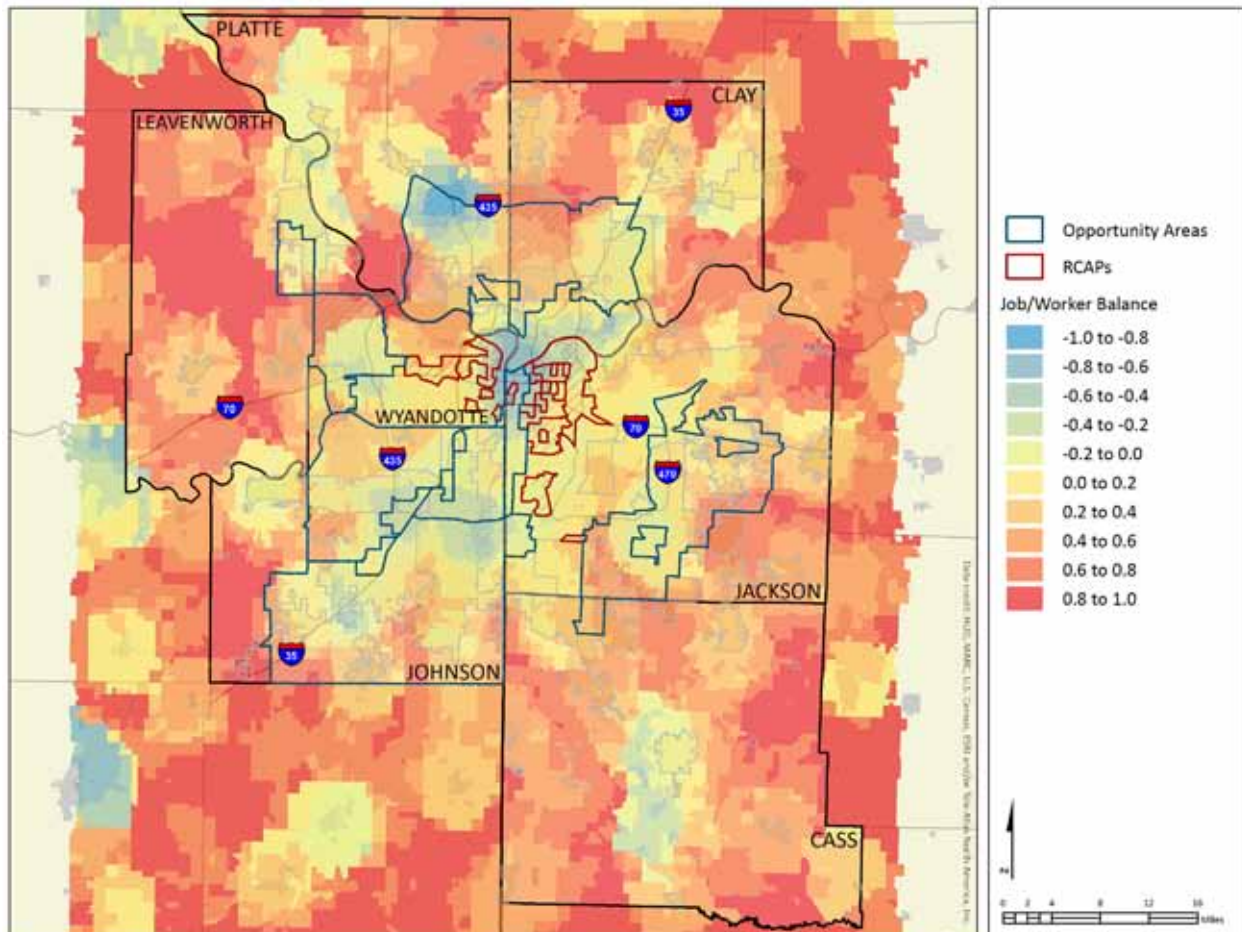 PLATTE
CLAY
35
LEAVENWORTH
435
70
WYANDOTTE
70
435
470
JACKSON
35
JOHNSON
CASS
Opportunity Areas
RCAPs
Job/Worker Balance
-1.0 to -0.8
-0.8 to -0.6
-0.6 to -0.4
-0.4 to -0.2
-0.2 to 0.0
0.0 to 0.2
0.2 to 0.4
0.4 to 0.6
0.6 to 0.8
0.8 to 1.0
N
0 2 4 8 12 16
Miles